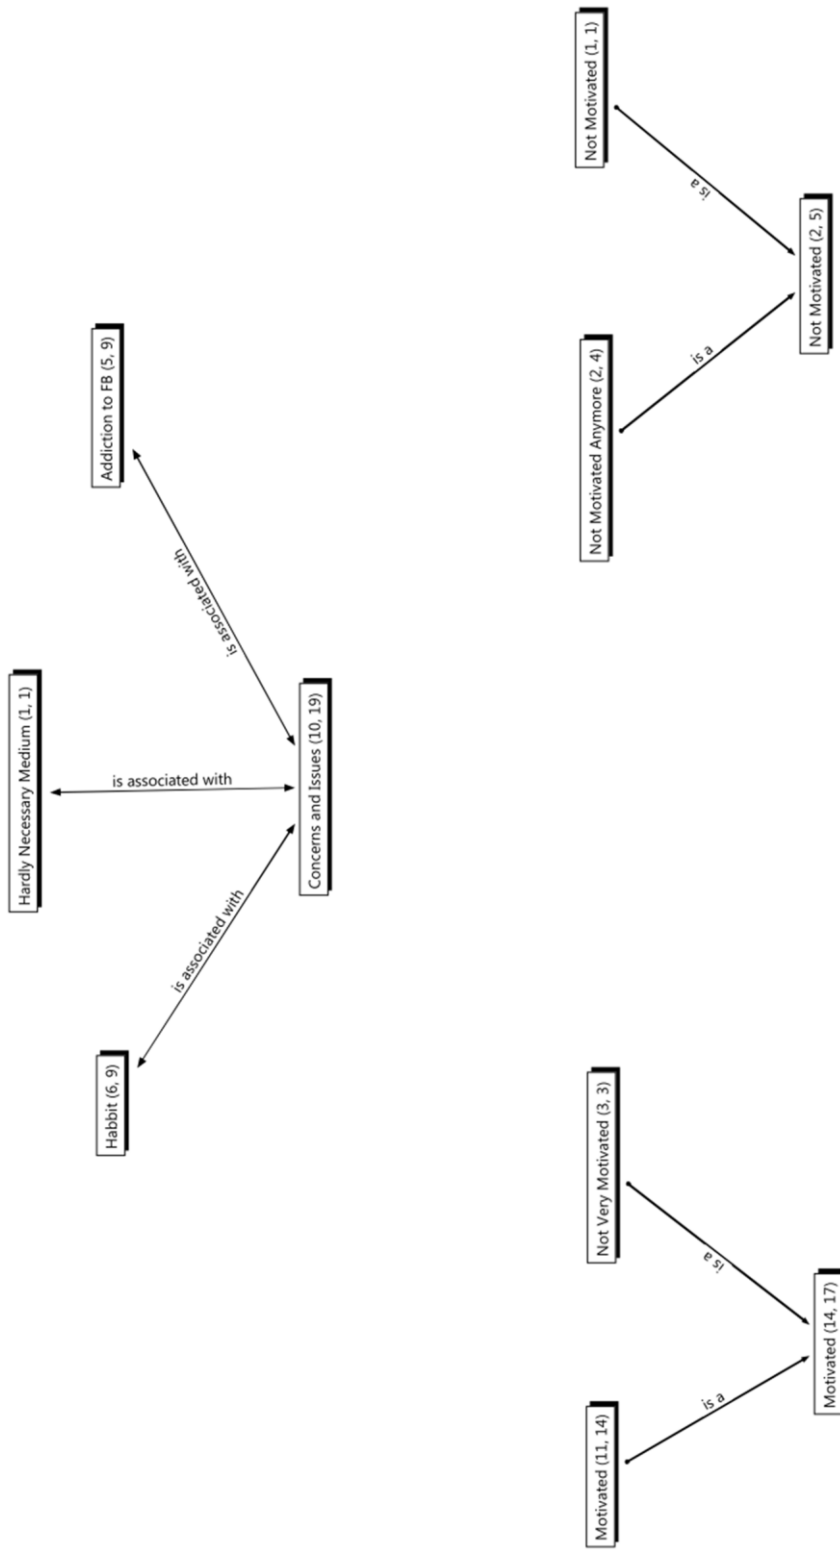 Habbit (6, 9)
Hardly Necessary Medium (1, 1)
Addiction to FB (5, 9)
is associated with
is associated with
is associated with
Concerns and Issues (10, 19)
Motivated (11, 14)
Not Very Motivated (3, 3)
is a
is a
Motivated (14, 17)
Not Motivated Anymore (2, 4)
Not Motivated (1, 1)
is a
is a
Not Motivated (2, 5)